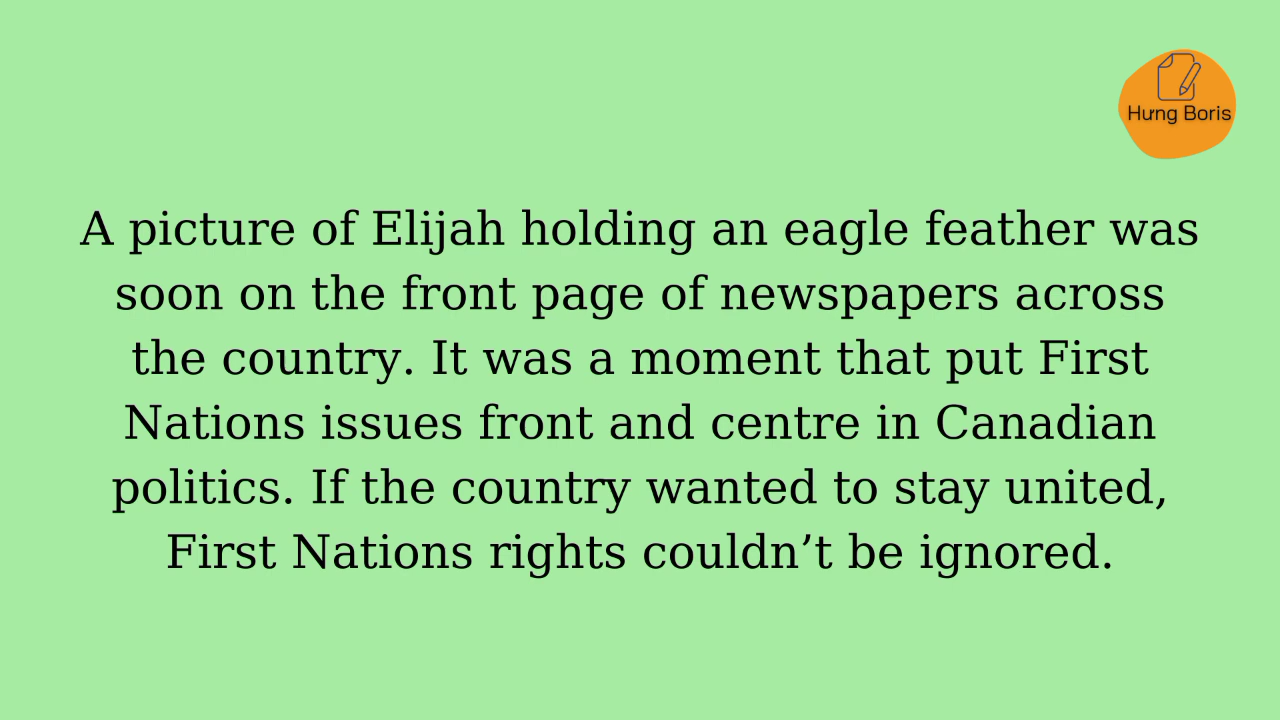 Hưng Boris
A picture of Elijah holding an eagle feather was
soon on the front page of newspapers across
the country. It was a moment that put First
Nations issues front and centre in Canadian
politics. If the country wanted to stay united,
First Nations rights couldn’t be ignored.